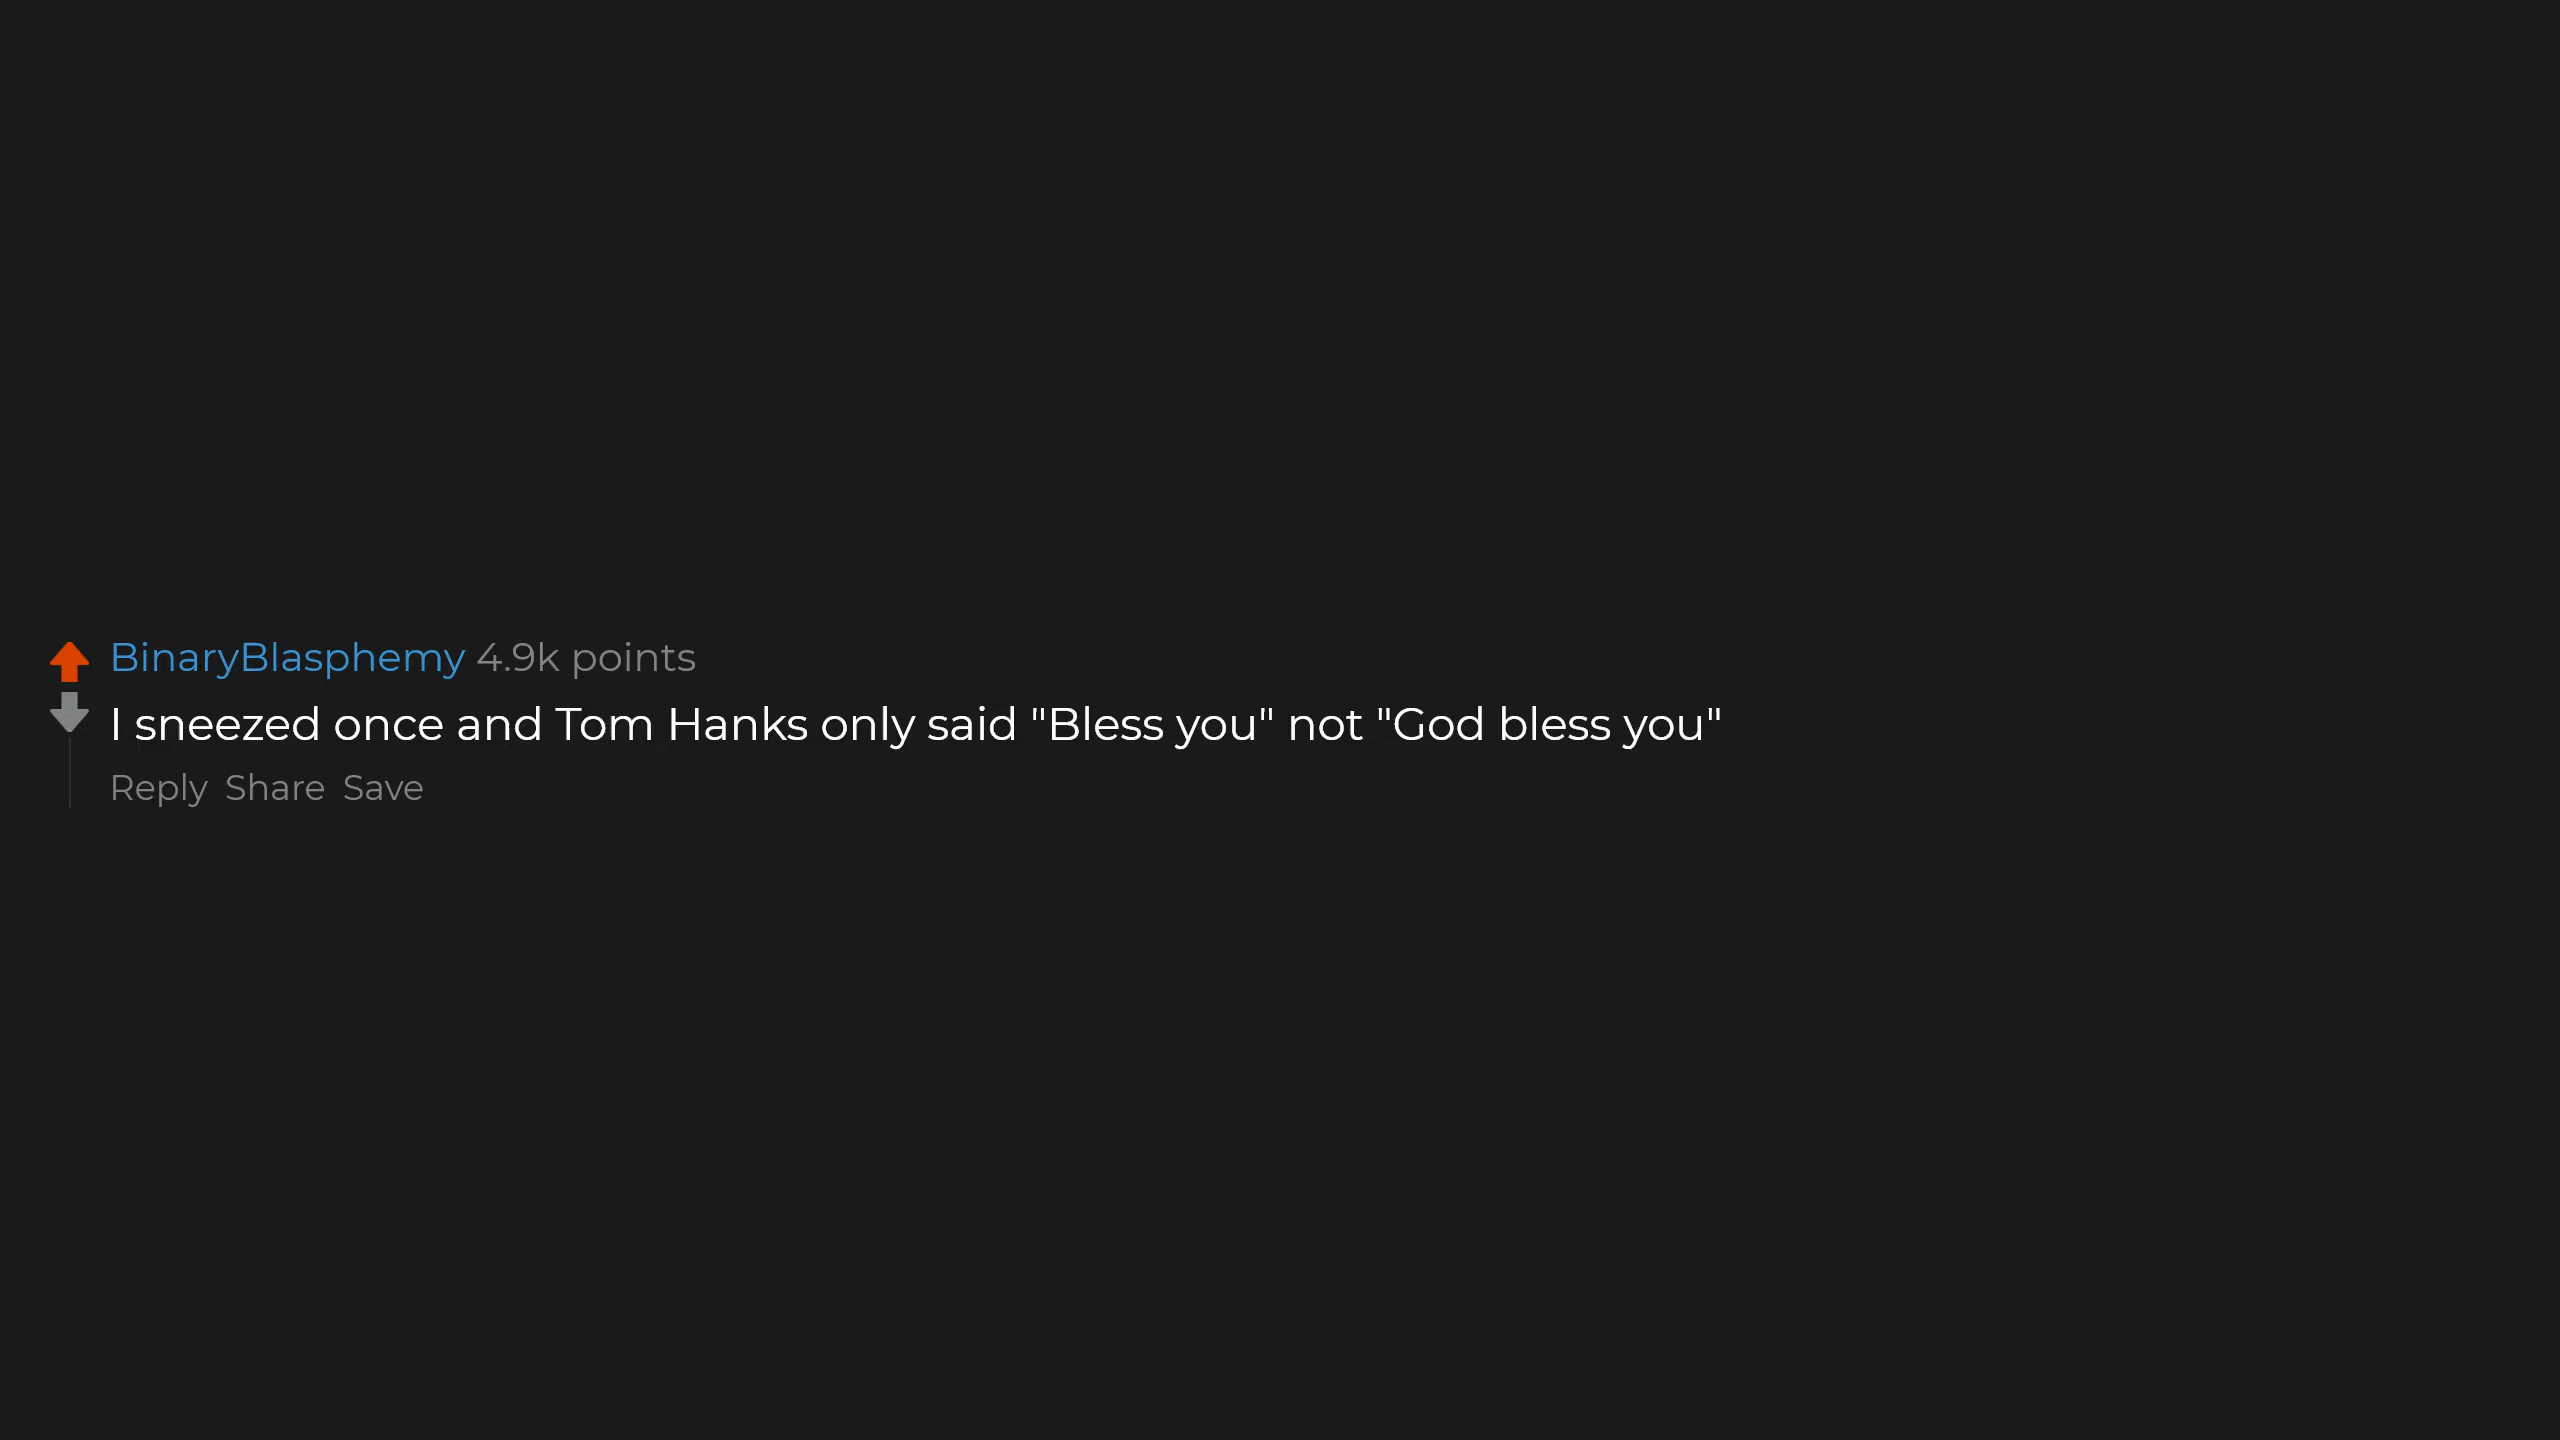 BinaryBlasphemy 4.9k points
I sneezed once and Tom Hanks only said "Bless you" not "God bless you"
Reply Share Save